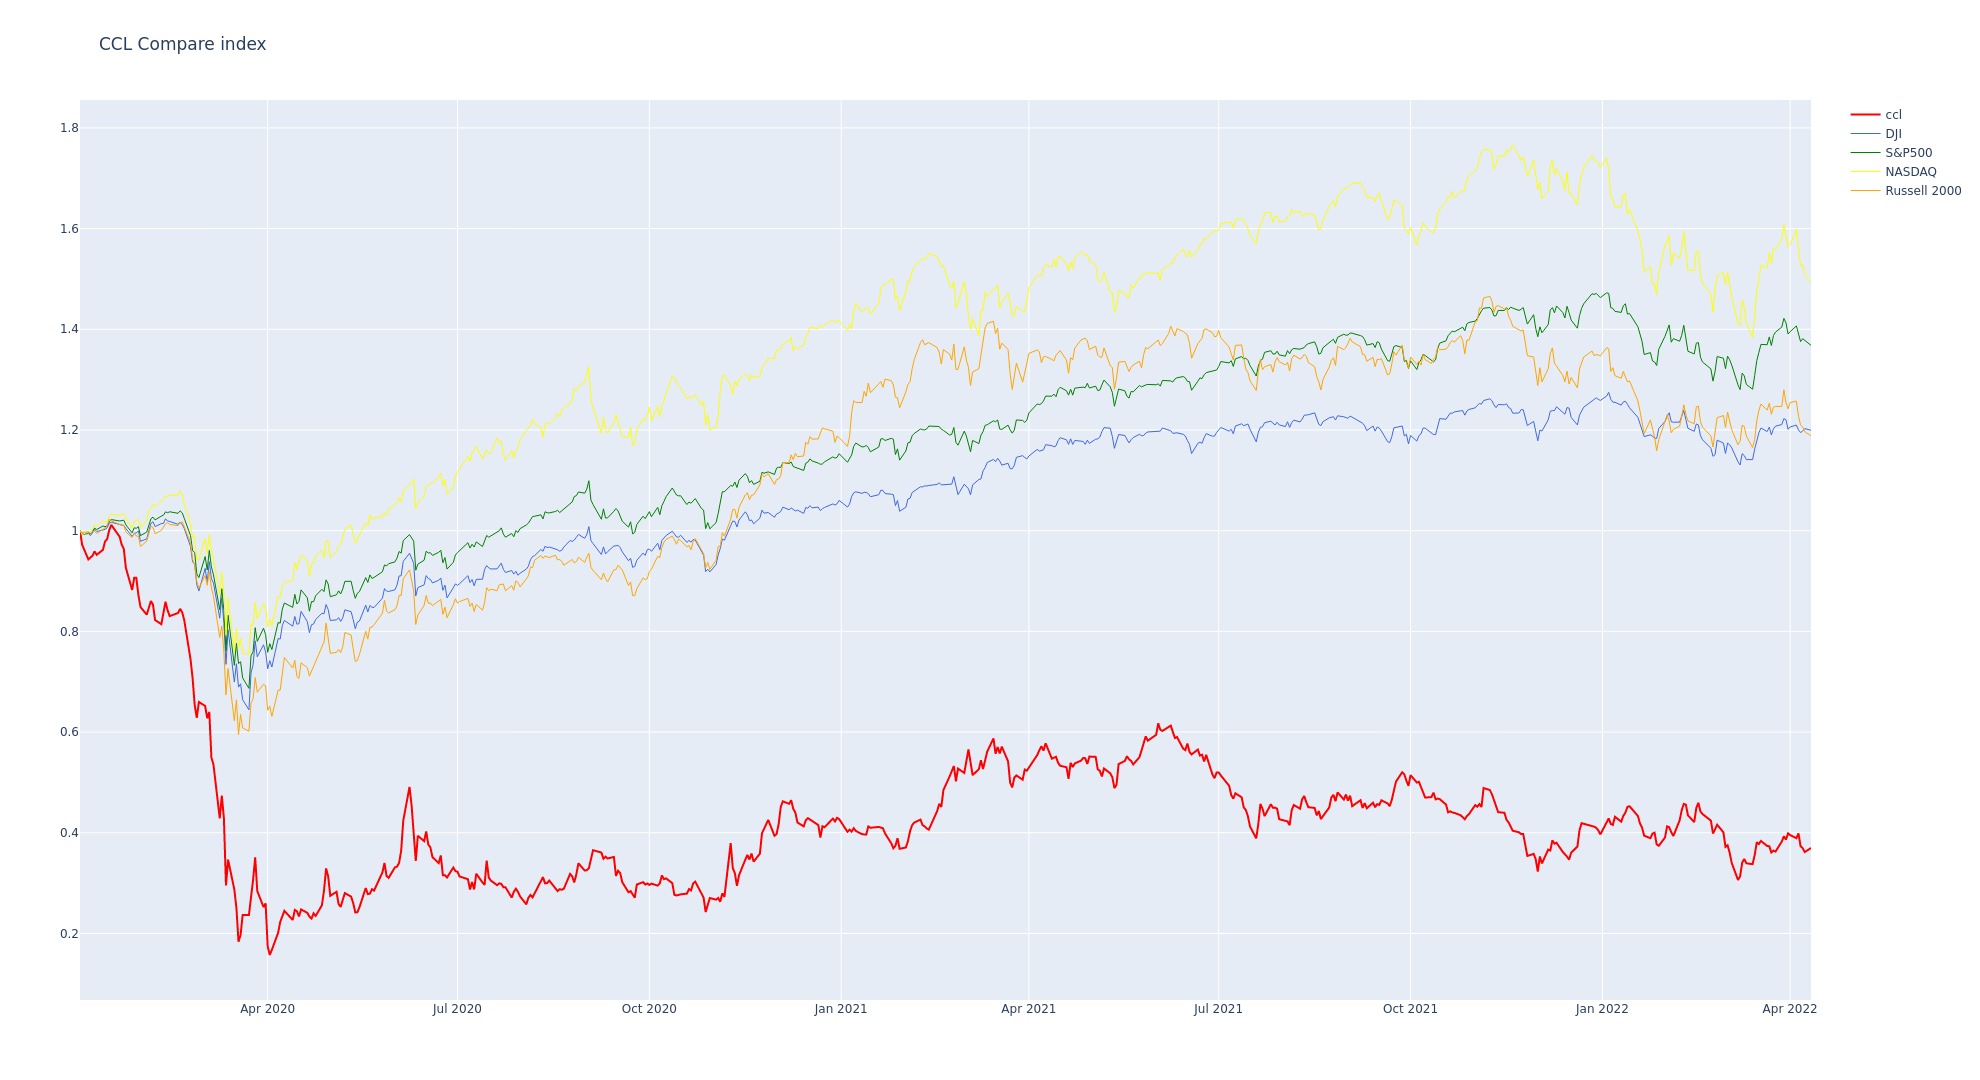 CCL Compare index
1.8
1.6
1.4
1.2
1
0.8
0.6
0.4
0.2
Apr 2020 Jul 2020 Oct 2020 Jan 2021 Apr 2021 Jul 2021 Oct 2021 Jan 2022 Apr 2022
ccl
DJI
S&P500
NASDAQ
Russell 2000